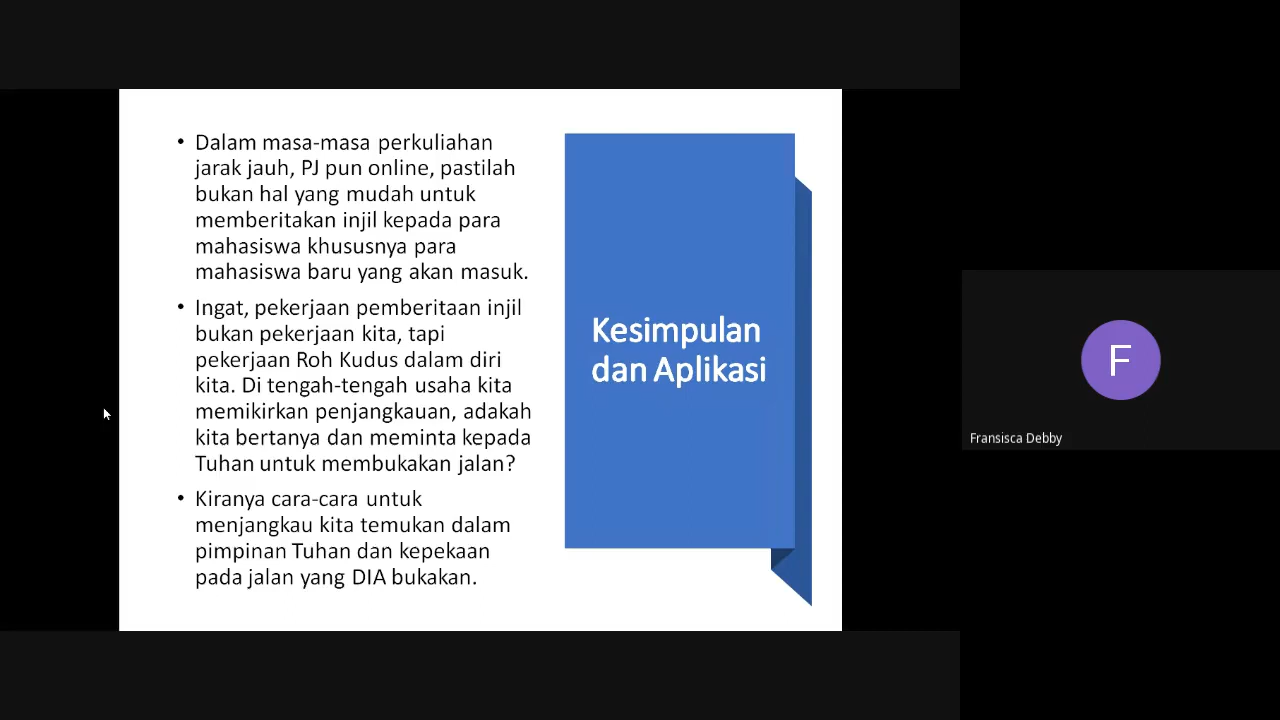 • Dalam masa-masa perkuliahan
jarak jauh, PJ pun online, pastilah
bukan hal yang mudah untuk
memberitakan injil kepada para
mahasiswa khususnya para
mahasiswa baru yang akan masuk.
• Ingat, pekerjaan pemberitaan injil
bukan pekerjaan kita, tapi
pekerjaan Roh Kudus dalam diri
kita. Di tengah-tengah usaha kita
memikirkan penjangkauan, adakah
kita bertanya dan meminta kepada
Tuhan untuk membukakan jalan?
• Kiranya cara-cara untuk
menjangkau kita temukan dalam
pimpinan Tuhan dan kepekaan
pada jalan yang DIA bukakan.
Kesimpulan
dan Aplikasi
F
Fransisca Debby